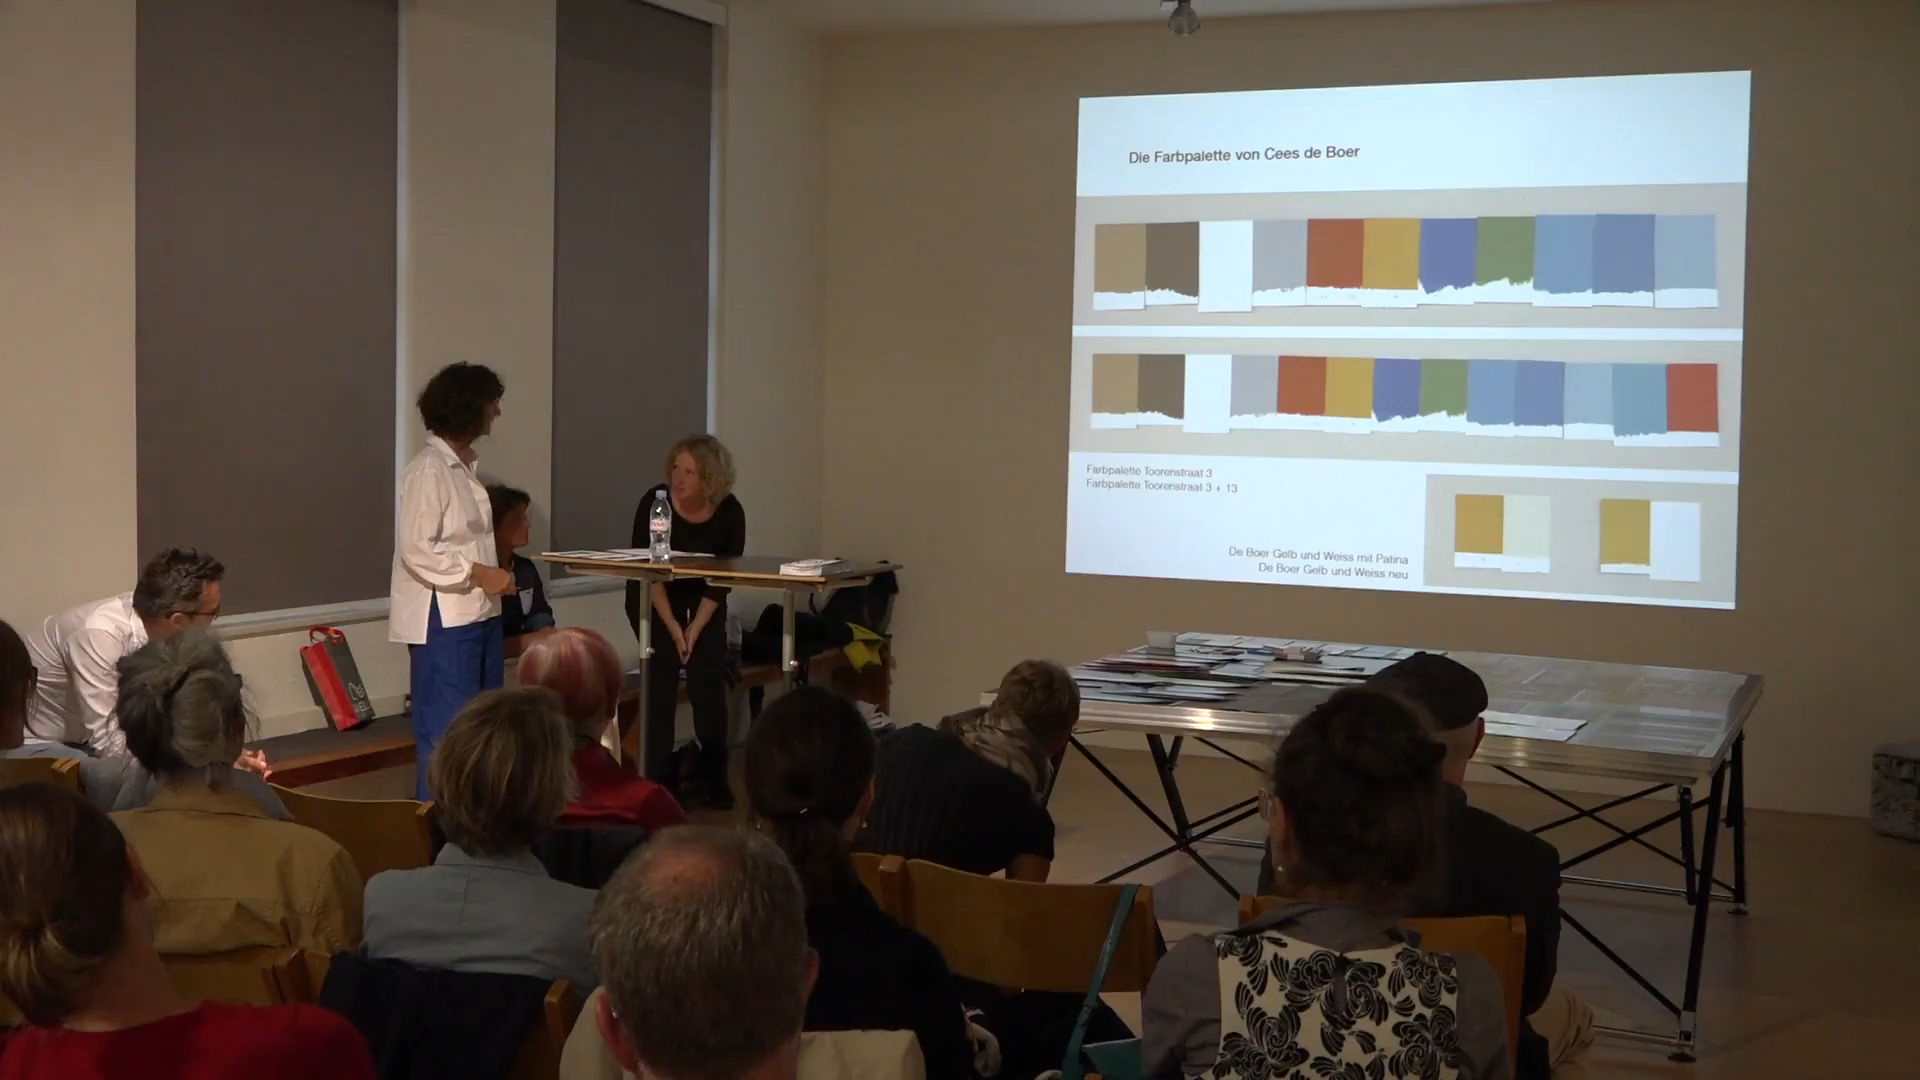 Die Farbpalette von Cees de Boer
Farbpalette Toorenstraat 3
Farbpalette Toorenstraat 3 + 13
De Boer Gelb und Weiss mit Patina
De Boer Gelb und Weiss neu